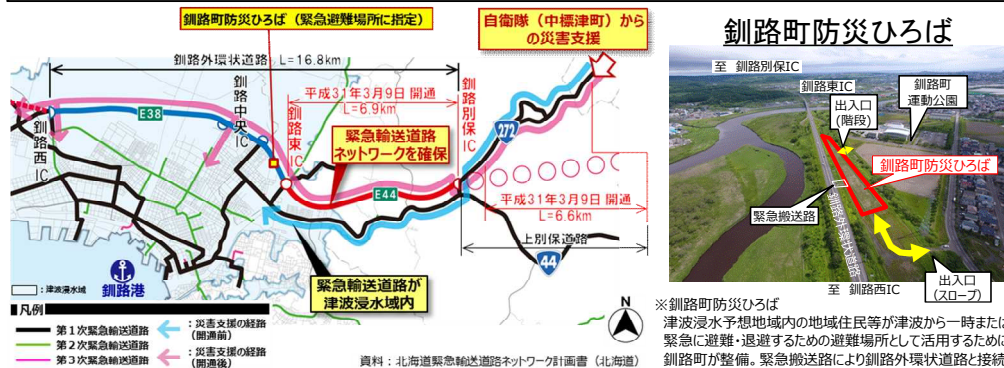 釧路町防災ひろば（緊急避難場所に指定）
自衛隊（中標津町）から
の災害支援
釧路外環状道路 L=16.8km
平成31年3月9日 開通
L=6.9km
釧路西IC
E38
釧路中央IC
釧路東IC
緊急輸送道路
ネットワークを確保
釧路別保IC
272
E44
平成31年3月9日 開通
L=6.6km
上別保道路
44
緊急輸送道路が
津波浸水域内
釧路港
：津波浸水域
N
■凡例
第1次緊急輸送道路
第2次緊急輸送道路
第3次緊急輸送道路
：災害支援の経路
（開通前）
：災害支援の経路
（開通後）
資料：北海道緊急輸送道路ネットワーク計画書（北海道）
釧路町防災ひろば
至 釧路別保IC
釧路東IC
出入口
(階段)
釧路町
運動公園
釧路町防災ひろば
緊急搬送路
釧路外環状道路
至 釧路西IC
出入口
(スロープ)
※釧路町防災ひろば
津波浸水予想地域内の地域住民等が津波から一時または
緊急に避難・退避するための避難場所として活用するために
釧路町が整備。緊急搬送路により釧路外環状道路と接続